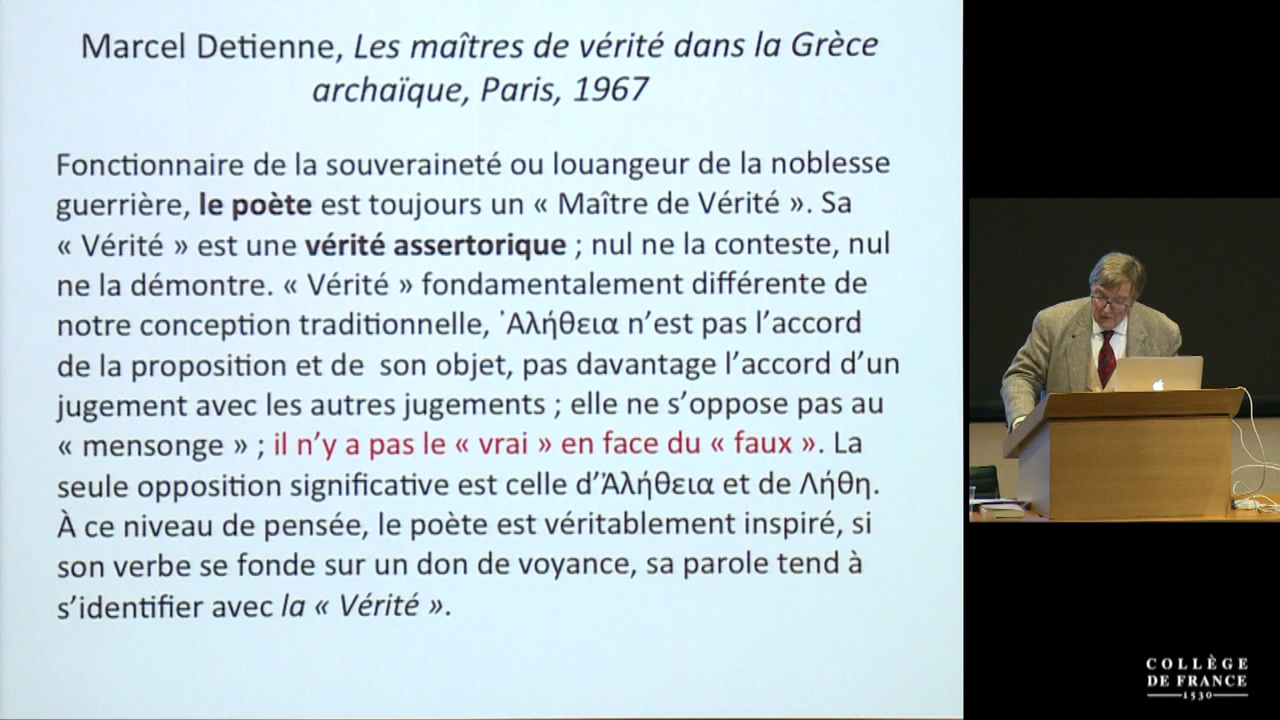 Marcel Detienne, Les maîtres de vérité dans la Grèce
archaïque, Paris, 1967
Fonctionnaire de la souveraineté ou louangeur de la noblesse
guerrière, le poète est toujours un « Maître de Vérité ». Sa
« Vérité » est une vérité assertorique ; nul ne la conteste, nul
ne la démontre. « Vérité » fondamentalement différente de
notre conception traditionnelle, ᾿Αλήθεια n’est pas l’accord
de la proposition et de son objet, pas davantage l’accord d’un
jugement avec les autres jugements ; elle ne s’oppose pas au
« mensonge » ; il n’y a pas le « vrai » en face du « faux ». La
seule opposition significative est celle d’Ἀλήθεια et de Λήθη.
À ce niveau de pensée, le poète est véritablement inspiré, si
son verbe se fonde sur un don de voyance, sa parole tend à
s’identifier avec la « Vérité ».
COLLÈGE
DE FRANCE
1530